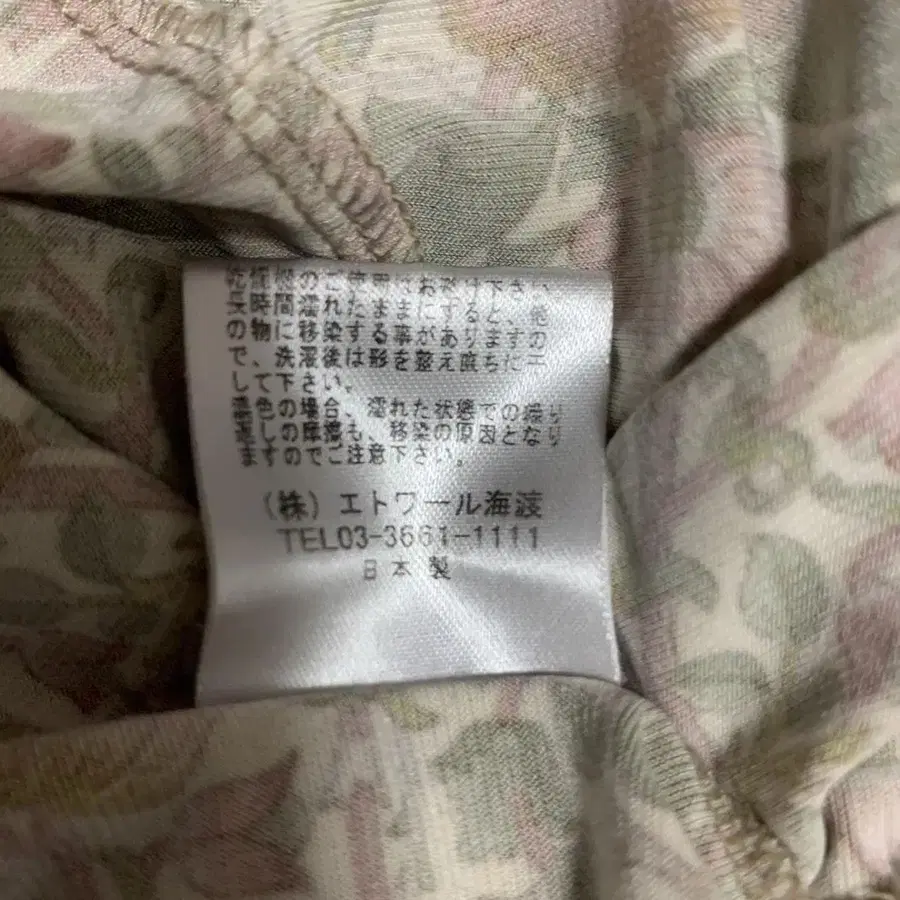 乾燥機のご使用はお避け下さい。
長時間濡れたままにすると、他
の物に移染する事がありますの
で、洗濯後は形を整え直ちに干
して下さい。
濃色の場合、濡れた状態での繰り
返しの摩擦も、移染の原因となり
ますのでご注意下さい。
(株)エトワール海渡
TEL03-3661-1111
日本製